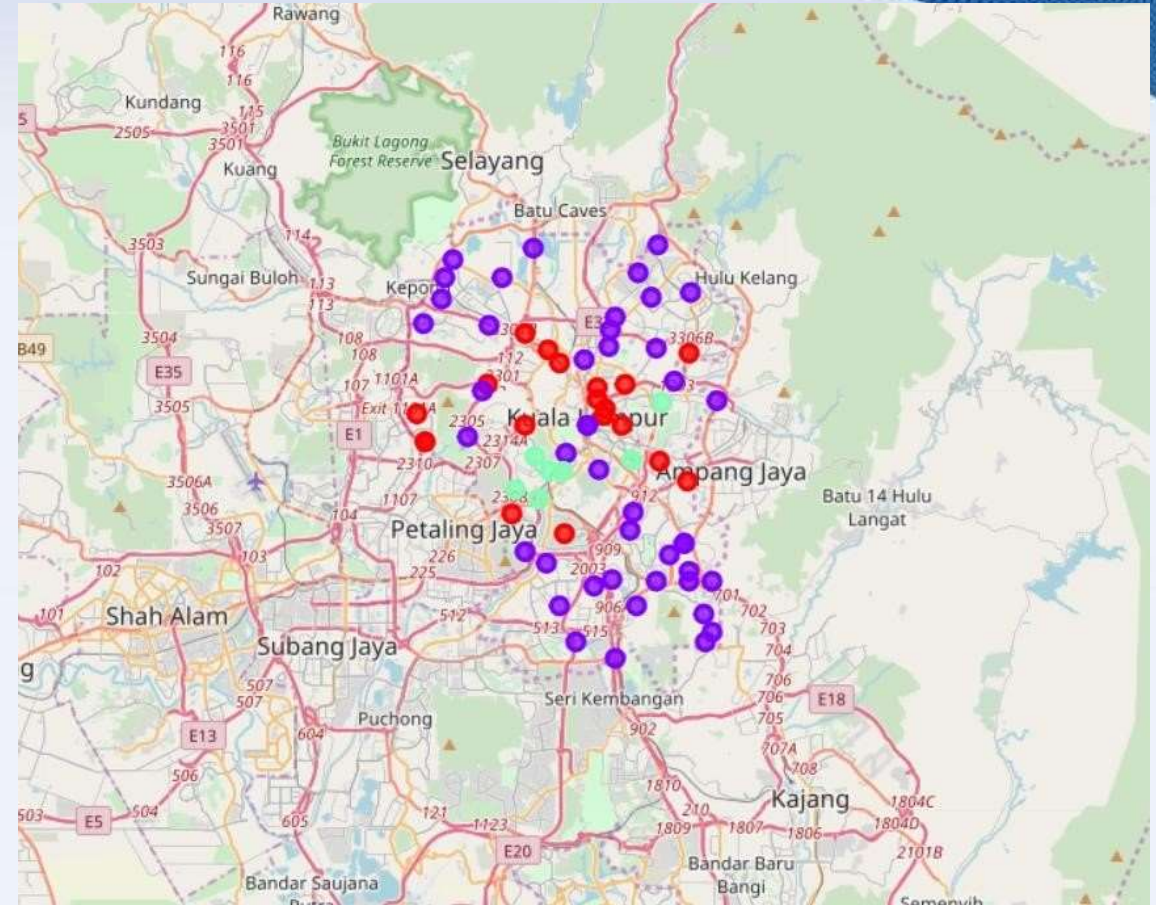 Rawang
116
116
Kundang
115
5
2505
3501
3501
Bukit Lagong
Forest Reserve
Selayang
Kuang
Batu Caves
114
3503
Sungai Buloh
113
113
Kepon
Hulu Kelang
E3
3504
108
108
112
3306B
B49
E35
107
1101A
2301
3505
Exit
Kuala
pur
E1
2305
2314A
2310
2307
Ampang Jaya
3506A
912
Batu 14 Hulu
Langat
3506
1107
3507
104
Petaling Jaya
103
226
909
102
225
2003
101
Shah Alam
512
906
701
702
513
515
703
Subang Jaya
704
g
507
507
706
Seri Kembangan
706
E18
Puchong
705
E13
604
902
707A
506
708
1810
Kajang
503
E5
504
605
121
1123
210
1804C
1809
1807
1806
1804D
E20
2101B
Bandar Baru
Bangi
Bandar Saujana
Putra
Semenyih